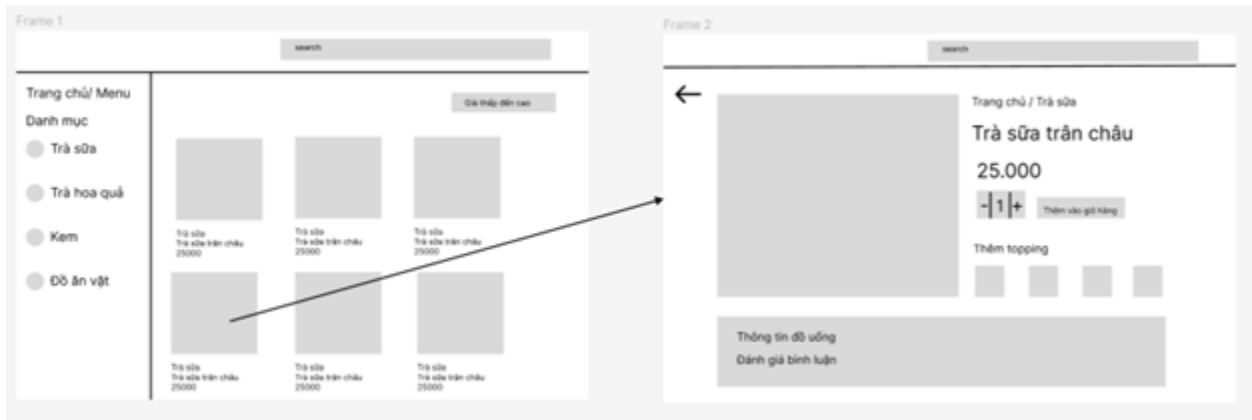 Frame 1
search
Trang chủ/ Menu
Danh mục
Trà sữa
Trà hoa quả
Kem
Đồ ăn vặt
Giá thấp đến cao
Trà sữa
Trà sữa trân châu
25000
Trà sữa
Trà sữa trân châu
25000
Trà sữa
Trà sữa trân châu
25000
Trà sữa
Trà sữa trân châu
25000
Trà sữa
Trà sữa trân châu
25000
Trà sữa
Trà sữa trân châu
25000
Frame 2
search
Trang chủ / Trà sữa
Trà sữa trân châu
25.000
-|1|+
Thêm vào giỏ hàng
Thêm topping
Thông tin đồ uống
Đánh giá bình luận